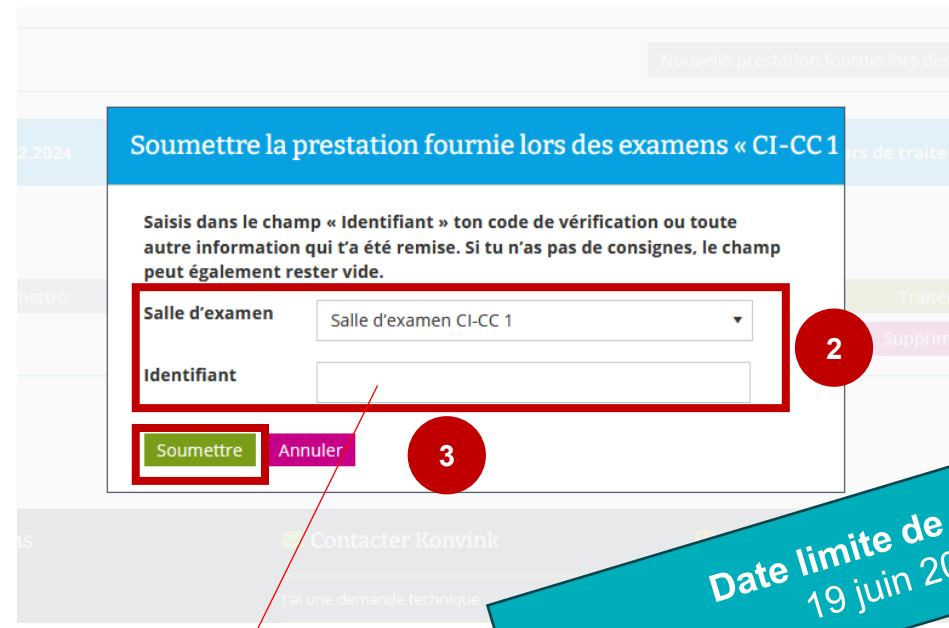 Nouvelle prestation fournie lors des
2.2024
Soumettre la prestation fournie lors des examens « CI-CC 1
rs de traite
Saisis dans le champ « Identifiant » ton code de vérification ou toute
autre information qui t'a été remise. Si tu n'as pas de consignes, le champ
peut également rester vide.
mettre
Traite
Salle d'examen
Salle d'examen CI-CC 1
2
Supprim
Identifiant
Soumettre
Annuler
3
ns
Contacter Konvink
J'ai une demande technique
Date limite de
19 juin 20